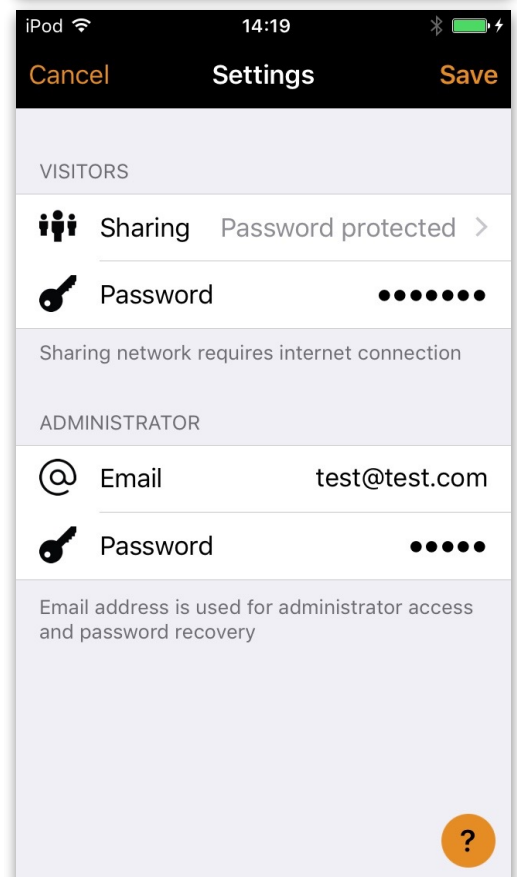 iPod 14:19
Cancel Settings Save
VISITORS
Sharing Password protected >
Password •••••••
Sharing network requires internet connection
ADMINISTRATOR
@ Email test@test.com
Password •••••
Email address is used for administrator access
and password recovery
?